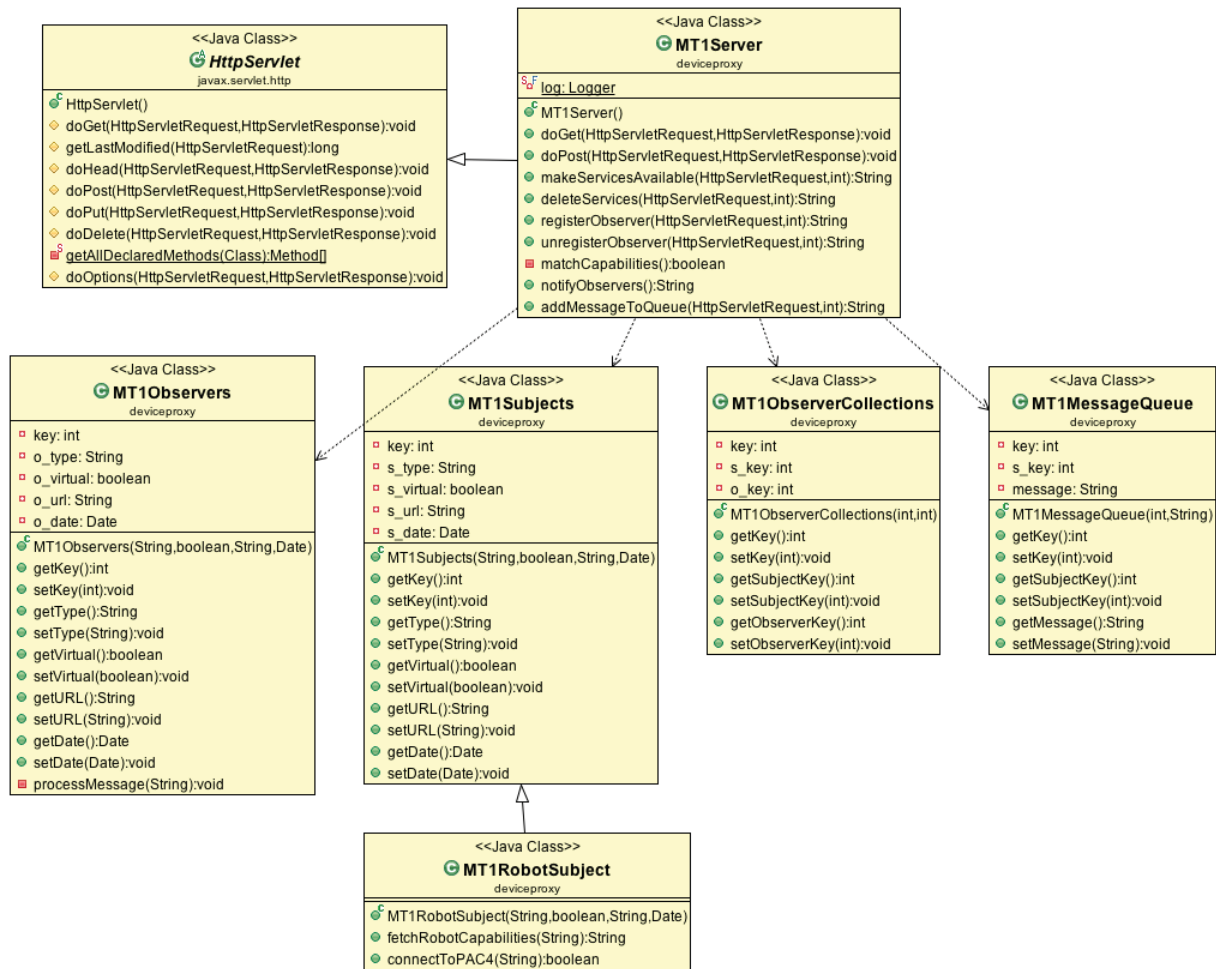 <<Java Class>>
HttpServlet
javax.servlet.http
HttpServlet()
doGet(HttpServletRequest,HttpServletResponse):void
getLastModified(HttpServletRequest):long
doHead(HttpServletRequest,HttpServletResponse):void
doPost(HttpServletRequest,HttpServletResponse):void
doPut(HttpServletRequest,HttpServletResponse):void
doDelete(HttpServletRequest,HttpServletResponse):void
getAllDeclaredMethods(Class):Method[]
doOptions(HttpServletRequest,HttpServletResponse):void
<<Java Class>>
MT1Server
deviceproxy
log: Logger
MT1Server()
doGet(HttpServletRequest,HttpServletResponse):void
doPost(HttpServletRequest,HttpServletResponse):void
makeServicesAvailable(HttpServletRequest,int):String
deleteServices(HttpServletRequest,int):String
registerObserver(HttpServletRequest,int):String
unregisterObserver(HttpServletRequest,int):String
matchCapabilities():boolean
notifyObservers():String
addMessageToQueue(HttpServletRequest,int):String
<<Java Class>>
MT1Observers
deviceproxy
key: int
o_type: String
o_virtual: boolean
o_url: String
o_date: Date
MT1Observers(String,boolean,String,Date)
getKey():int
setKey(int):void
getType():String
setType(String):void
getVirtual():boolean
setVirtual(boolean):void
getURL():String
setURL(String):void
getDate():Date
setDate(Date):void
processMessage(String):void
<<Java Class>>
MT1Subjects
deviceproxy
key: int
s_type: String
s_virtual: boolean
s_url: String
s_date: Date
MT1Subjects(String,boolean,String,Date)
getKey():int
setKey(int):void
getType():String
setType(String):void
getVirtual():boolean
setVirtual(boolean):void
getURL():String
setURL(String):void
getDate():Date
setDate(Date):void
<<Java Class>>
MT1ObserverCollections
deviceproxy
key: int
s_key: int
o_key: int
MT1ObserverCollections(int,int)
getKey():int
setKey(int):void
getSubjectKey():int
setSubjectKey(int):void
getObserverKey():int
setObserverKey(int):void
<<Java Class>>
MT1MessageQueue
deviceproxy
key: int
s_key: int
message: String
MT1MessageQueue(int,String)
getKey():int
setKey(int):void
getSubjectKey():int
setSubjectKey(int):void
getMessage():String
setMessage(String):void
<<Java Class>>
MT1RobotSubject
deviceproxy
MT1RobotSubject(String,boolean,String,Date)
fetchRobotCapabilities(String):String
connectToPAC4(String):boolean